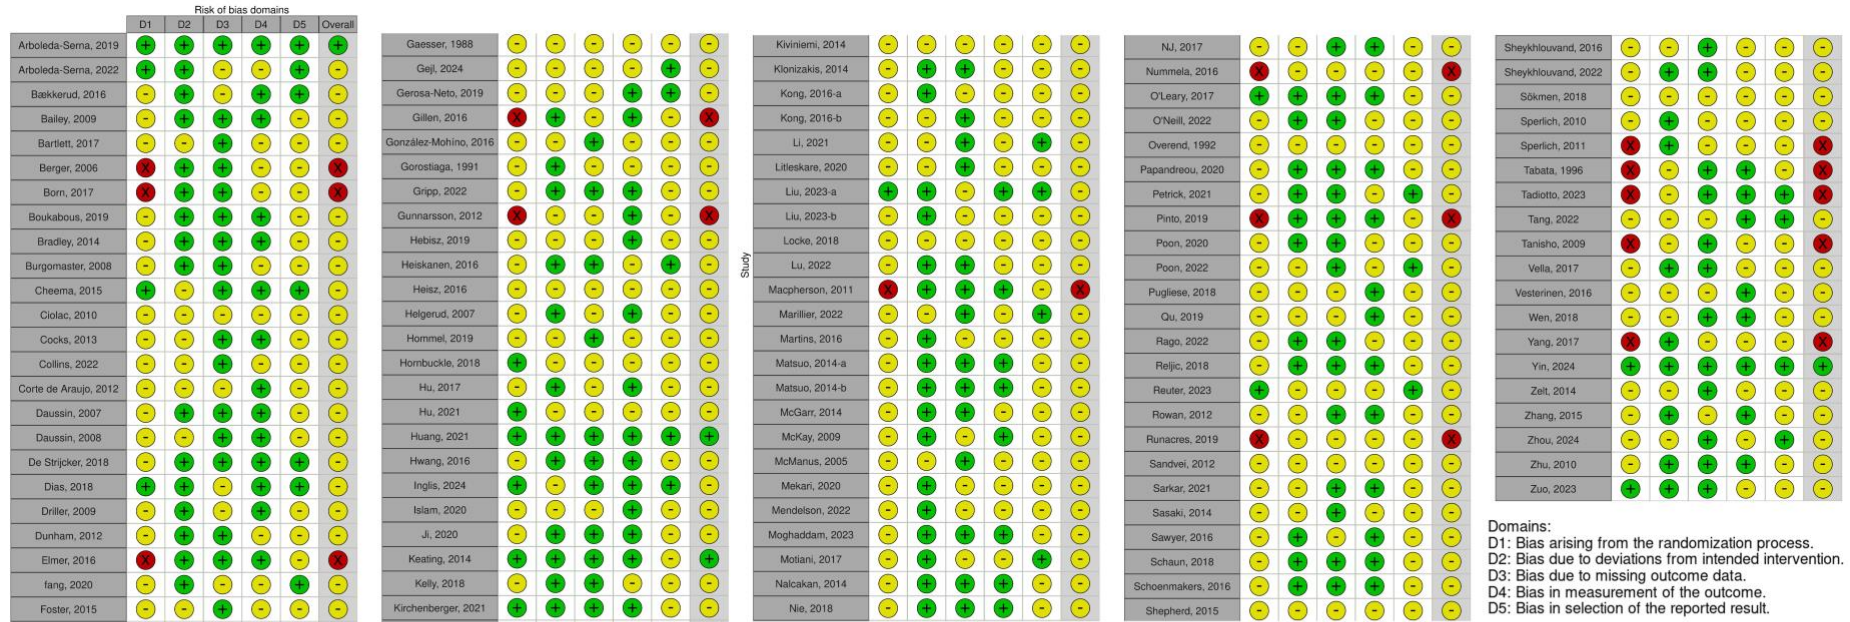 Risk of bias domains
D1 D2 D3 D4 D5 Overall
Study
Arboleda-Serna, 2019 + + + + + +
Arboleda-Serna, 2022 + + - - + -
Bækkerud, 2016 - + - + + -
Bailey, 2009 - + + + - -
Bartlett, 2017 - - + - - -
Berger, 2006 X + + - - X
Born, 2017 X + + - - X
Boukabous, 2019 - + + + - -
Bradley, 2014 - + + + - -
Burgomaster, 2008 - + + - - -
Cheema, 2015 + - + + + -
Ciolac, 2010 - - - - - -
Cocks, 2013 - - + + - -
Collins, 2022 - - + - - -
Corte de Araujo, 2012 - - - + - -
Daussin, 2007 - + + + - -
Daussin, 2008 - - + + - -
De Strijcker, 2018 - + + + + -
Dias, 2018 + + - + + -
Driller, 2009 - + - + - -
Dunham, 2012 - + + - - -
Elmer, 2016 X + + + - X
fang, 2020 - + - - + -
Foster, 2015 - - + - - -
Gaesser, 1988 - - - - - -
Gejl, 2024 - - - - + -
Gerosa-Neto, 2019 - - - + + -
Gillen, 2016 X + - + - X
González-Mohíno, 2016 - - + - - -
Gorostiaga, 1991 - + - - - -
Gripp, 2022 - + + + - -
Gunnarsson, 2012 X - - + - X
Hebisz, 2019 - - - + - -
Heiskanen, 2016 - + + - + -
Heisz, 2016 - - - - - -
Helgerud, 2007 - + - + - -
Hommel, 2019 - - + - - -
Hornbuckle, 2018 + - - - - -
Hu, 2017 - + - + - -
Hu, 2021 + - - - - -
Huang, 2021 + + + + + +
Hwang, 2016 - + + + - -
Inglis, 2024 + - + + + -
Islam, 2020 - - - + - -
Ji, 2020 - + + + - -
Keating, 2014 + + + + - +
Kelly, 2018 - + + - - -
Kirchenberger, 2021 + + + + - -
Kiviniemi, 2014 - - - - - -
Klonizakis, 2014 - + + - - -
Kong, 2016-a - + - - - -
Kong, 2016-b - - + - - -
Li, 2021 - - + - + -
Litleskare, 2020 - - + - - -
Liu, 2023-a + + - + + -
Liu, 2023-b - + - - - -
Locke, 2018 - - - - - -
Lu, 2022 - + + - - -
Macpherson, 2011 X + + + - X
Marillier, 2022 - - + - + -
Martins, 2016 - + - - - -
Matsuo, 2014-a - + + + - -
Matsuo, 2014-b - + + + - -
McGarr, 2014 - + + - - -
McKay, 2009 - + - + - -
McManus, 2005 - - + - - -
Mekari, 2020 - + - - - -
Mendelson, 2022 - + - - - -
Moghaddam, 2023 - + + + - -
Motiani, 2017 - + - - + -
Nalcakan, 2014 - + + + - -
Nie, 2018 - + + + - -
NJ, 2017 - - + + - -
Nummela, 2016 X - - - - X
O'Leary, 2017 + + + + - -
O'Neill, 2022 - + + - - -
Overend, 1992 - - - - - -
Papandreou, 2020 - + + + - -
Petrick, 2021 - + + - + -
Pinto, 2019 X + + + - X
Poon, 2020 - + + - - -
Poon, 2022 - - + - + -
Pugliese, 2018 - - - + - -
Qu, 2019 - - - + - -
Rago, 2022 - + + - - -
Reljic, 2018 - + + + - -
Reuter, 2023 + - - - + -
Rowan, 2012 - - + + - -
Runacres, 2019 X - - - - X
Sandvei, 2012 - - - - - -
Sarkar, 2021 - - + + - -
Sasaki, 2014 - - + - - -
Sawyer, 2016 - + - + - -
Schaun, 2018 - + + + - -
Schoenmakers, 2016 - + + + - -
Shepherd, 2015 - - - - - -
Sheykhlouvand, 2016 - - + - - -
Sheykhlouvand, 2022 - + + - - -
Sökmen, 2018 - - - - - -
Sperlich, 2010 - + - - - -
Sperlich, 2011 X + - - - X
Tabata, 1996 X - + + - X
Tadiotto, 2023 X - + + + X
Tang, 2022 - - - + + -
Tanisho, 2009 X - + - - X
Vella, 2017 - + + - - -
Vesterinen, 2016 - - - + - -
Wen, 2018 - - + + - -
Yang, 2017 X + - - - X
Yin, 2024 + + + + + +
Zelt, 2014 - - + - - -
Zhang, 2015 - + - + - -
Zhou, 2024 - - + - + -
Zhu, 2010 - + + + - -
Zuo, 2023 + + + - - -
Domains:
D1: Bias arising from the randomization process.
D2: Bias due to deviations from intended intervention.
D3: Bias due to missing outcome data.
D4: Bias in measurement of the outcome.
D5: Bias in selection of the reported result.